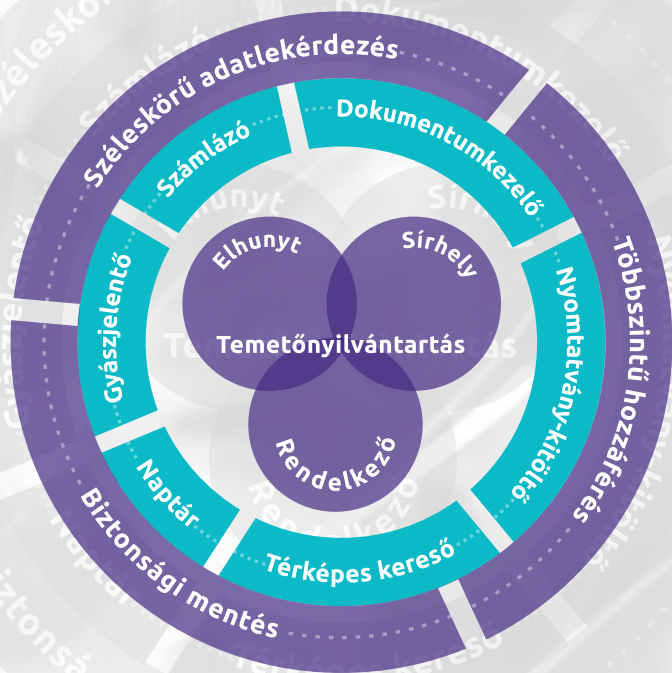 Széleskörű adatlekérdezés
Többszintű hozzáférés
Biztonsági mentés
Számlázó
Dokumentumkezelő
Nyomtatvány-kitöltő
Térképes kereső
Naptár
Gyászjelentő
Elhunyt
Sírhely
Temetőnyilvántartás
Rendelkező